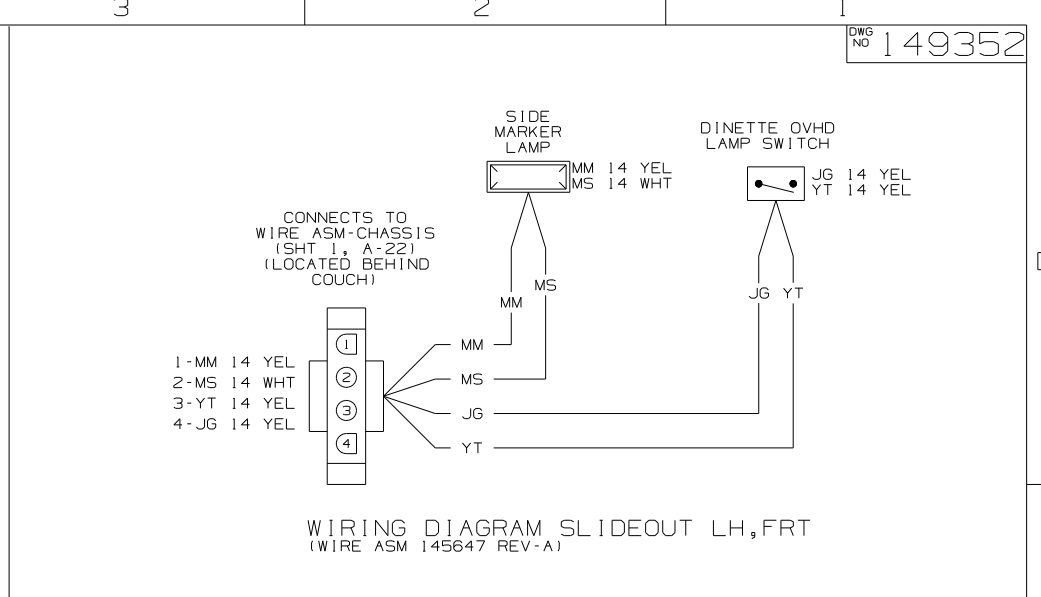 3 2 1
DWG
NO 149352
SIDE
MARKER
LAMP
MM 14 YEL
MS 14 WHT
DINETTE OVHD
LAMP SWITCH
JG 14 YEL
YT 14 YEL
CONNECTS TO
WIRE ASM-CHASSIS
(SHT 1, A-22)
(LOCATED BEHIND
COUCH)
MS
MM
JG YT
1
2
3
4
1-MM 14 YEL
2-MS 14 WHT
3-YT 14 YEL
4-JG 14 YEL
MM
MS
JG
YT
WIRING DIAGRAM SLIDEOUT LH,FRT
(WIRE ASM 145647 REV-A)